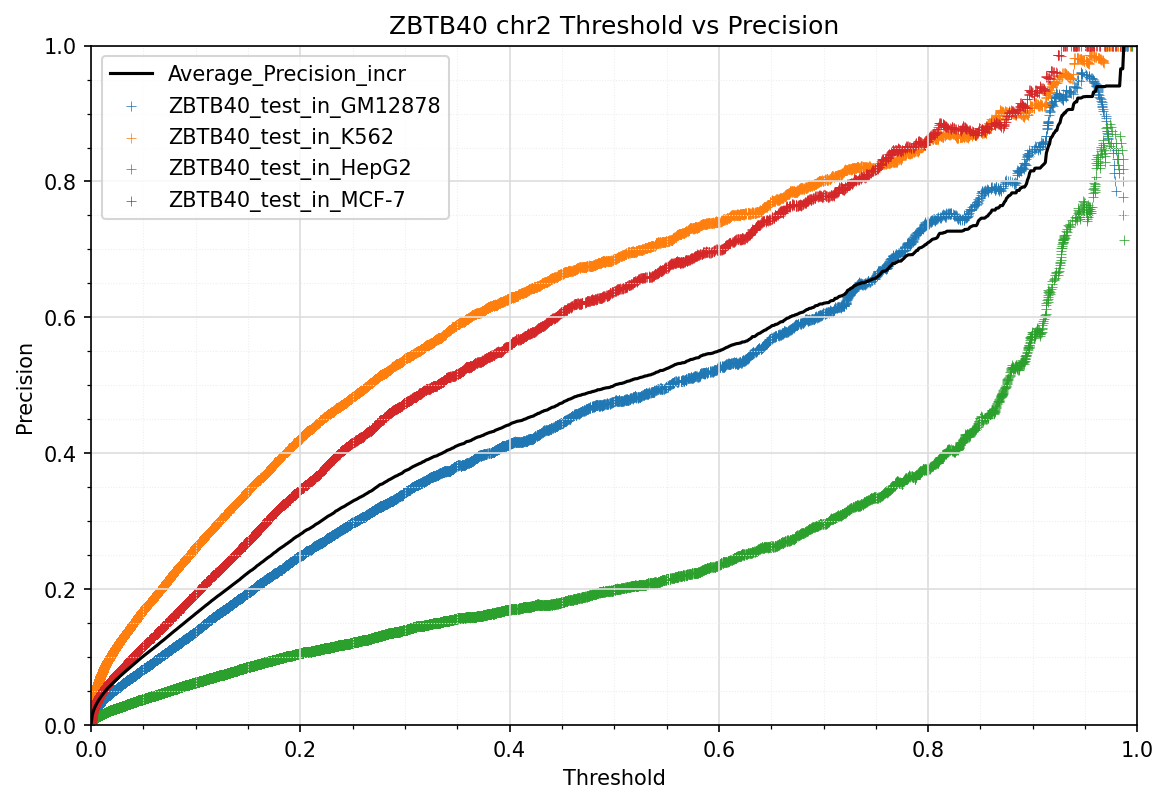 ZBTB40 chr2 Threshold vs Precision
1.0
0.8
0.6
0.4
0.2
0.0
Precision
Average_Precision_incr
ZBTB40_test_in_GM12878
ZBTB40_test_in_K562
ZBTB40_test_in_HepG2
ZBTB40_test_in_MCF-7
0.0 0.2 0.4 0.6 0.8 1.0
Threshold